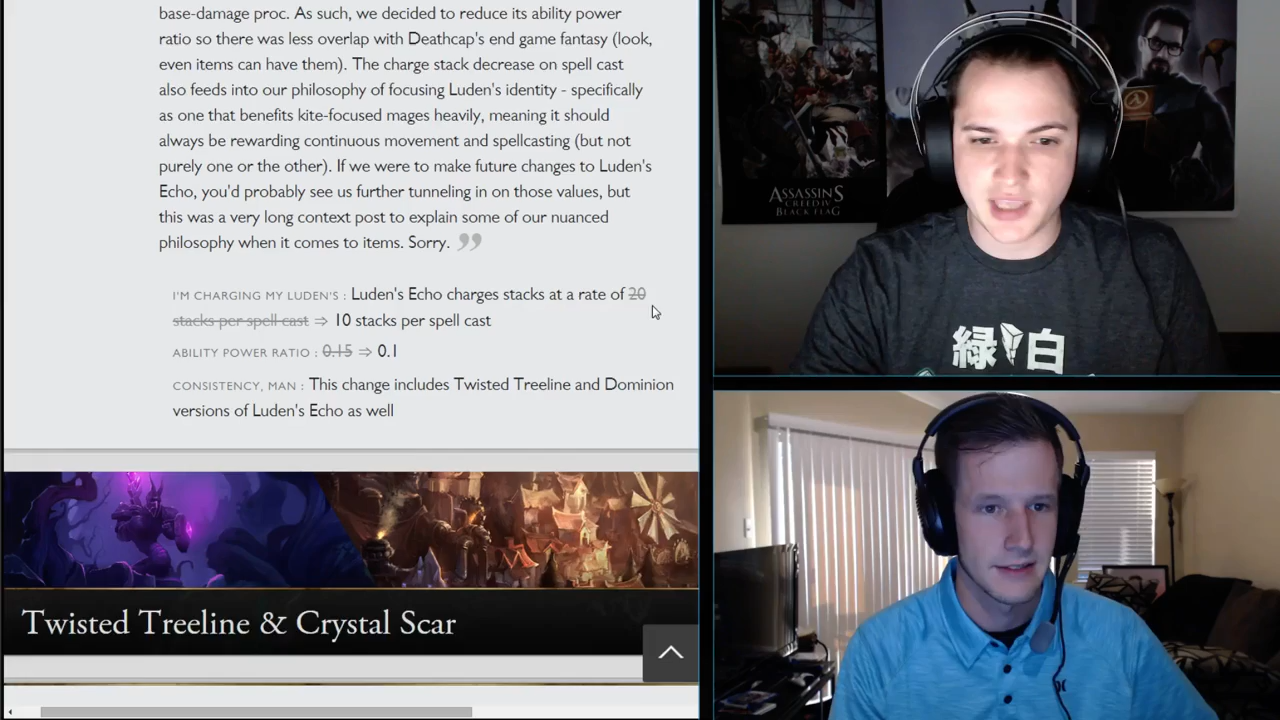 base-damage proc. As such, we decided to reduce its ability power
ratio so there was less overlap with Deathcap's end game fantasy (look,
even items can have them). The charge stack decrease on spell cast
also feeds into our philosophy of focusing Luden's identity - specifically
as one that benefits kite-focused mages heavily, meaning it should
always be rewarding continuous movement and spellcasting (but not
purely one or the other). If we were to make future changes to Luden's
Echo, you'd probably see us further tunneling in on those values, but
this was a very long context post to explain some of our nuanced
philosophy when it comes to items. Sorry. ”
I'M CHARGING MY LUDEN'S : Luden's Echo charges stacks at a rate of 20
stacks per spell cast ⇒ 10 stacks per spell cast
ABILITY POWER RATIO : 0.15 ⇒ 0.1
CONSISTENCY, MAN : This change includes Twisted Treeline and Dominion
versions of Luden's Echo as well
Twisted Treeline & Crystal Scar
ASSASSIN'S
CREED IV
BLACK FLAG
緑 白